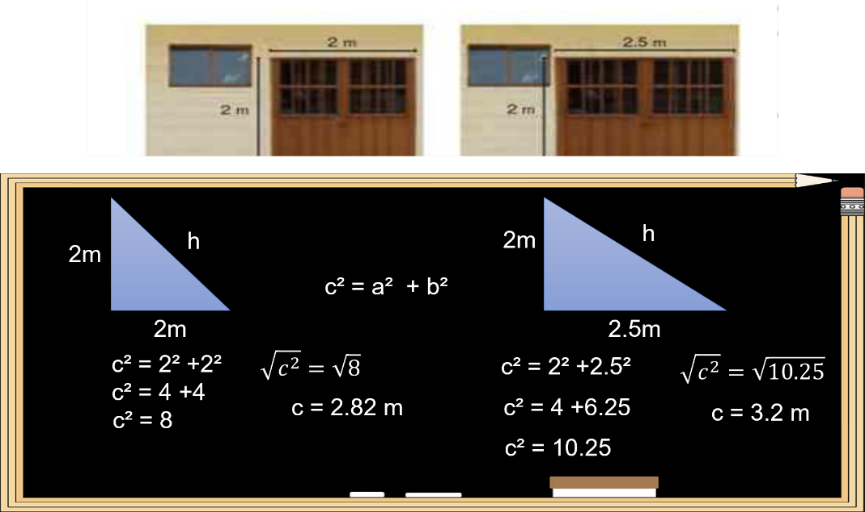 2 m
2 m
2.5 m
2 m
2m
h
2m
c² = a² + b²
2m
h
2.5m
c² = 2² +2²
c² = 4 +4
c² = 8
√c² = √8
c = 2.82 m
c² = 2² +2.5²
c² = 4 +6.25
c² = 10.25
√c² = √10.25
c = 3.2 m